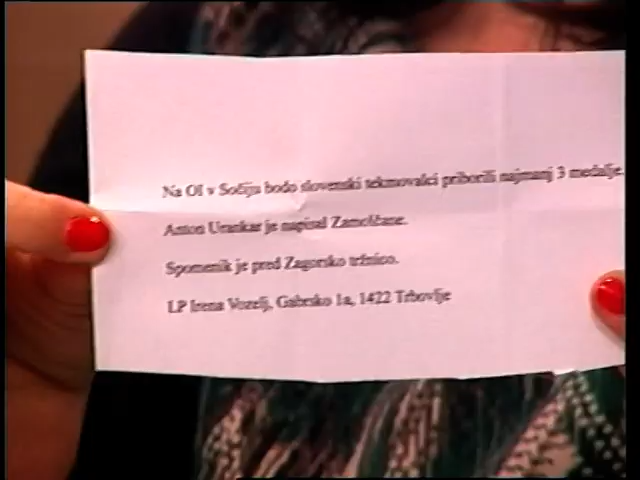 Na OI v Sočiju bodo slovenski tekmovalci priborili najmanj 3 medalje.
Anton Urankar je napisal Zamolčane.
Spomenik je pred Zagorsko tržnico.
LP Irena Vozelj, Gabrsko 1a, 1422 Trbovlje